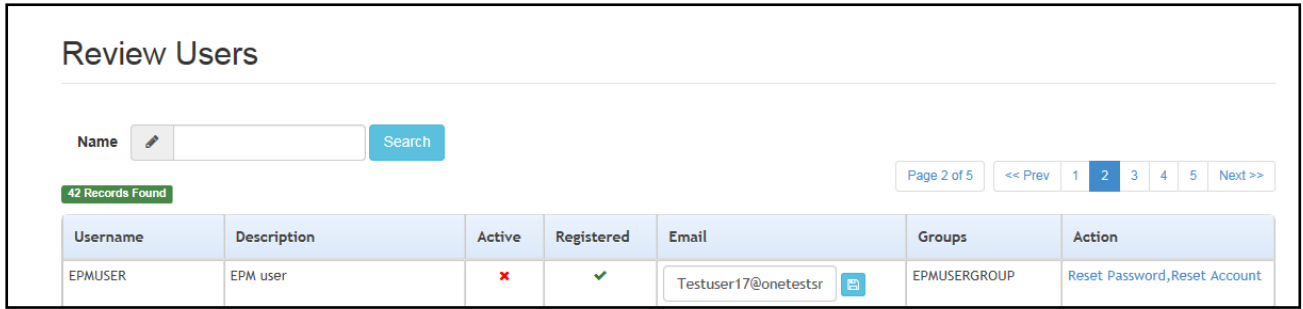 Review Users
Name Search
Page 2 of 5 << Prev 1 2 3 4 5 Next >>
42 Records Found
Username Description Active Registered Email Groups Action
EPMUSER EPM user Testuser17@onetestsr EPMUSERGROUP Reset Password,Reset Account